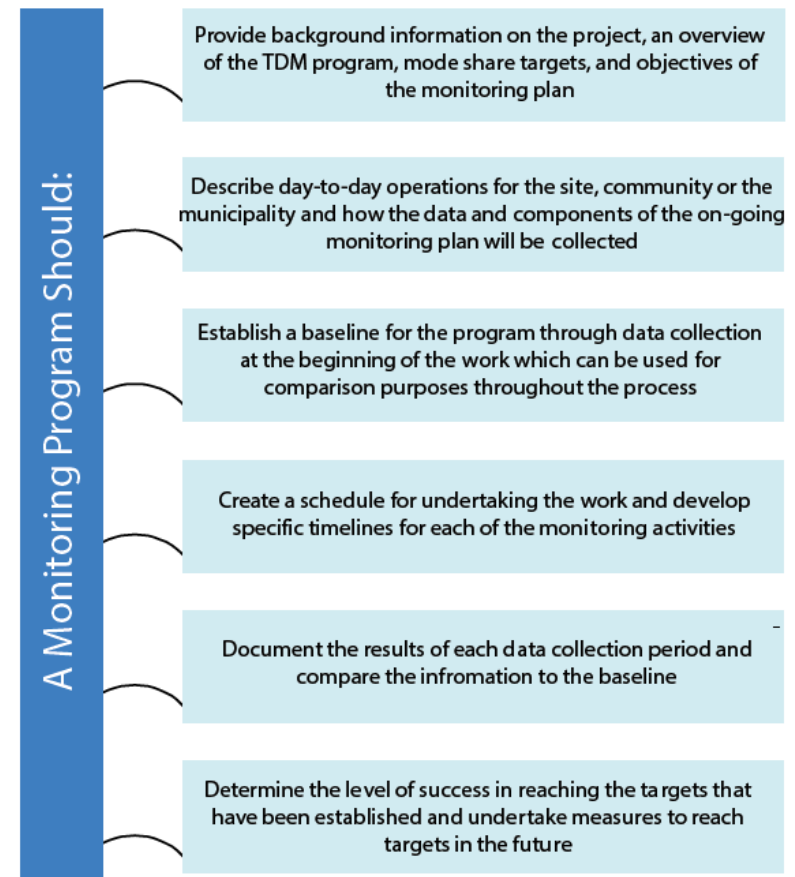 A Monitoring Program Should:
Provide background information on the project, an overview
of the TDM program, mode share targets, and objectives of
the monitoring plan
Describe day-to-day operations for the site, community or the
municipality and how the data and components of the on-going
monitoring plan will be collected
Establish a baseline for the program through data collection
at the beginning of the work which can be used for
comparison purposes throughout the process
Create a schedule for undertaking the work and develop
specific timelines for each of the monitoring activities
Document the results of each data collection period and
compare the infromation to the baseline
Determine the level of success in reaching the targets that
have been established and undertake measures to reach
targets in the future